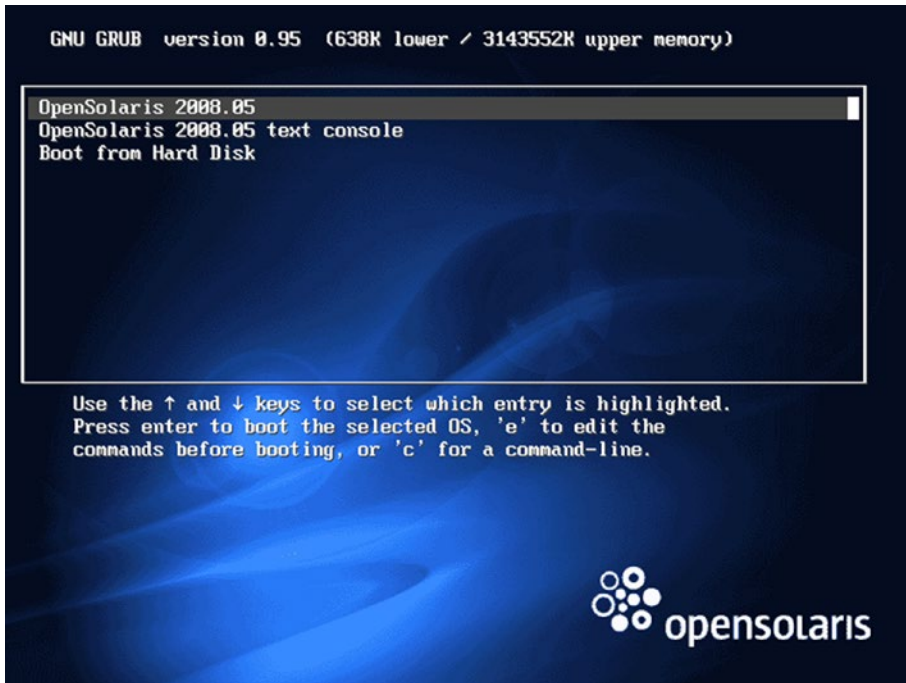 GNU GRUB version 0.95 (638K lower / 3143552K upper memory)
OpenSolaris 2008.05
OpenSolaris 2008.05 text console
Boot from Hard Disk
Use the ↑ and ↓ keys to select which entry is highlighted.
Press enter to boot the selected OS, 'e' to edit the
commands before booting, or 'c' for a command-line.
opensolaris